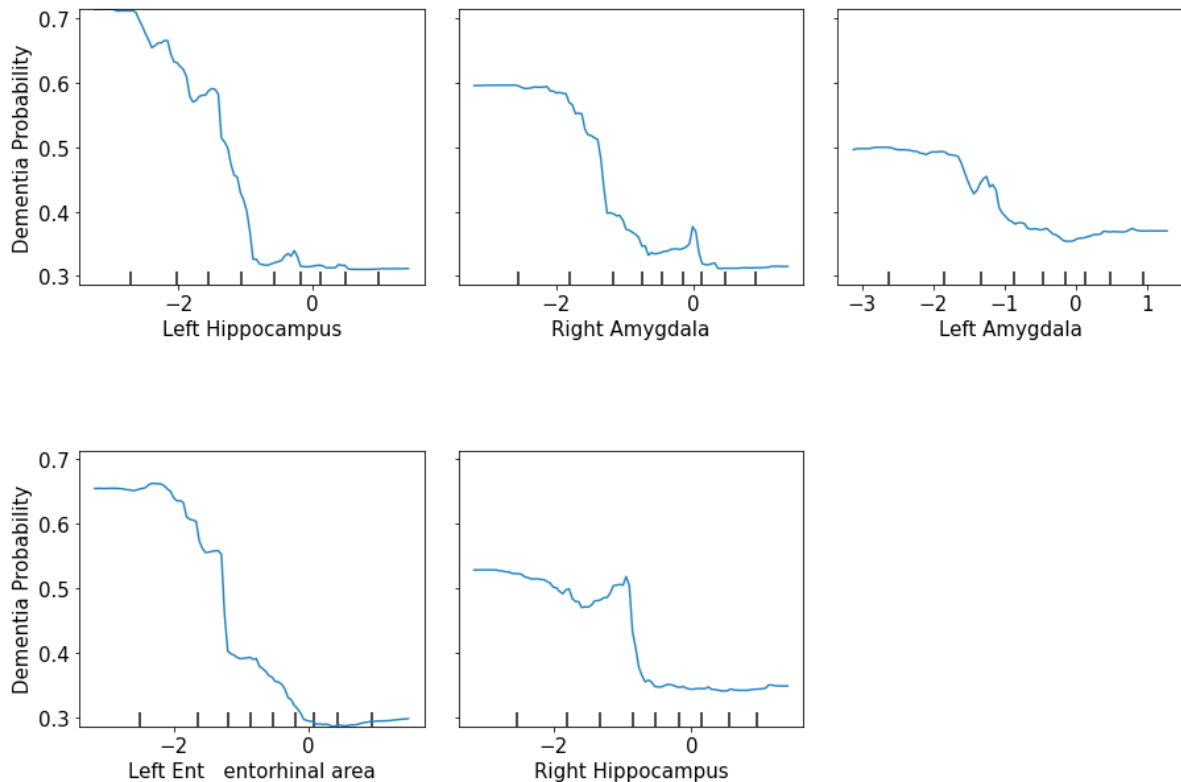 0.7
0.6
0.5
0.4
0.3
Dementia Probability
−2 0
Left Hippocampus
−2 0
Right Amygdala
−3 −2 −1 0 1
Left Amygdala
0.7
0.6
0.5
0.4
0.3
Dementia Probability
−2 0
Left Ent entorhinal area
−2 0
Right Hippocampus